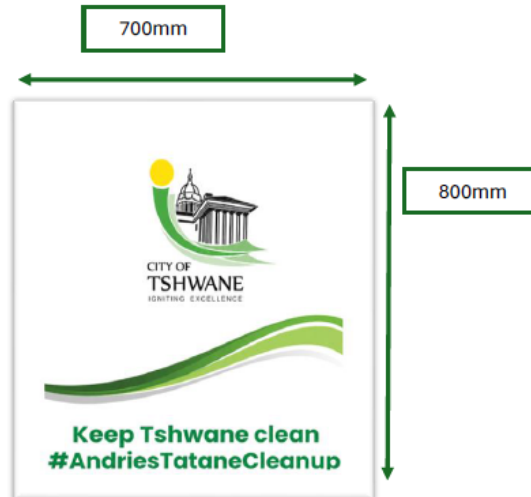 700mm
800mm
CITY OF
TSHWANE
IGNITING EXCELLENCE
Keep Tshwane clean
#AndriesTataneCleanup